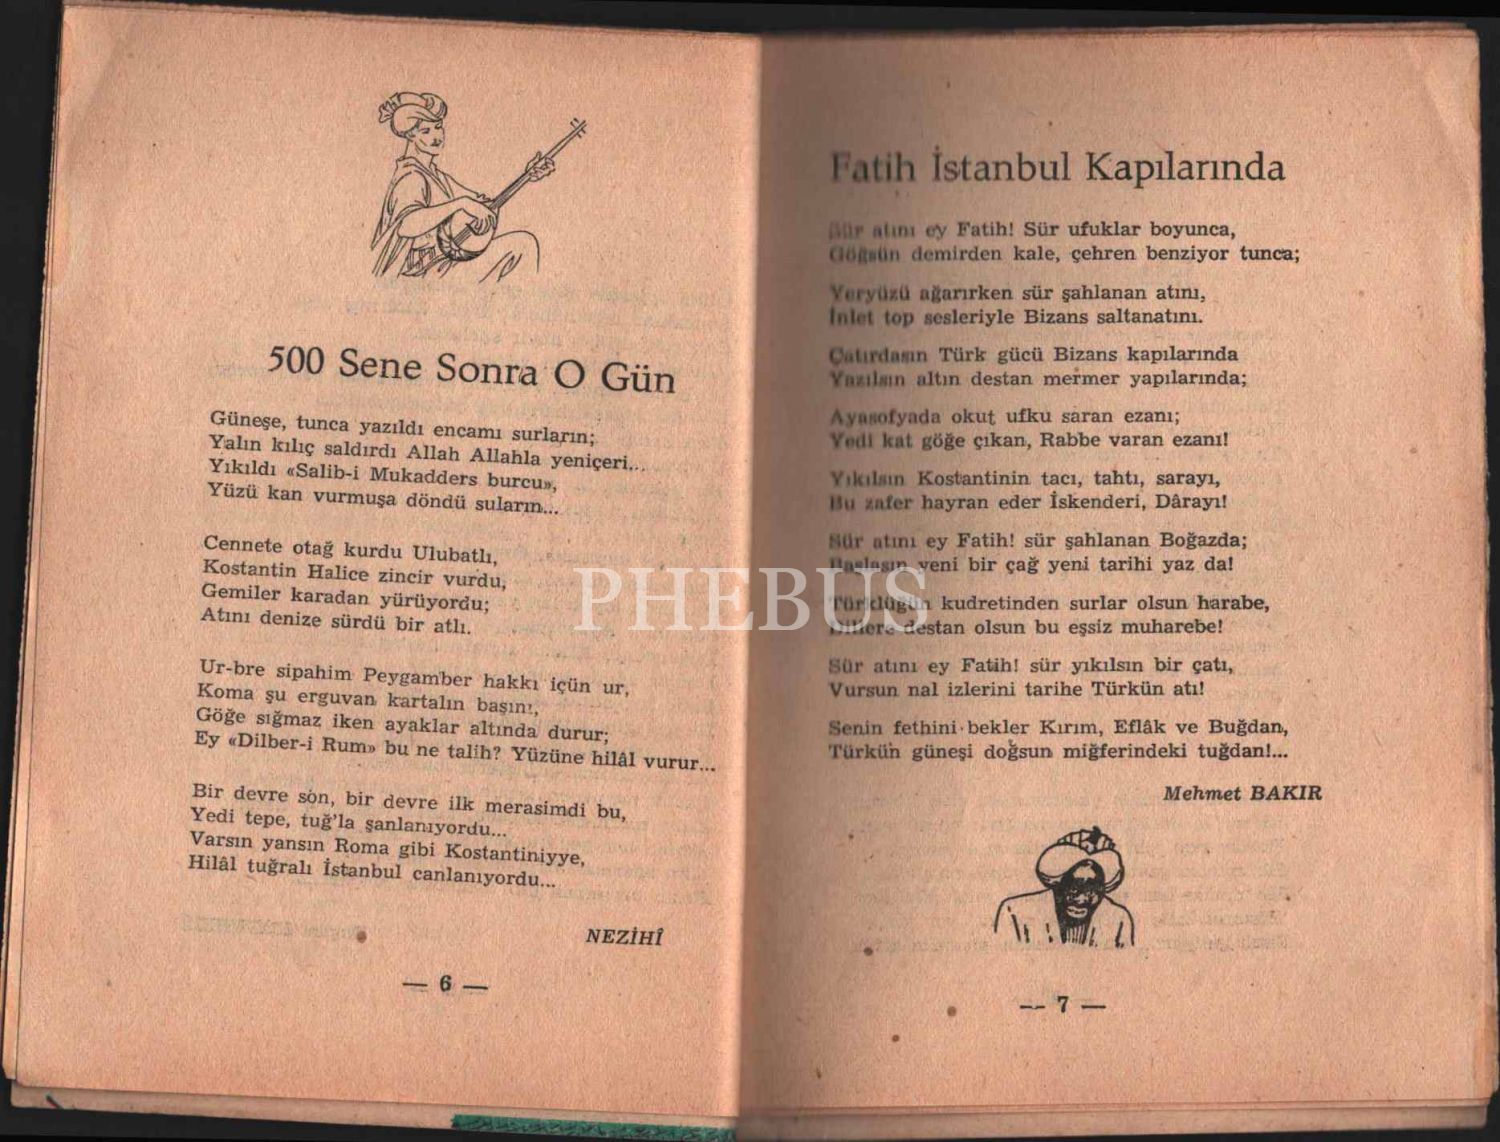 500 Sene Sonra O Gün
Güneşe, tunca yazıldı encamı surların;
Yalın kılıç saldırdı Allah Allahla yeniçeri...
Yıkıldı «Salib-i Mukadders burcu»,
Yüzü kan vurmuşa döndü suların...
Cennete otağ kurdu Ulubatlı,
Kostantin Halice zincir vurdu,
Gemiler karadan yürüyordu;
Atını denize sürdü bir atlı.
Ur-bre sipahim Peygamber hakkı içün ur,
Koma şu erguvan kartalın başını,
Göğe sığmaz iken ayaklar altında durur;
Ey «Dilber-i Rum» bu ne talih? Yüzüne hilâl vurur...
Bir devre son, bir devre ilk merasimdi bu,
Yedi tepe, tuğ'la şanlanıyordu...
Varsın yansın Roma gibi Kostantiniyye,
Hilâl tuğralı İstanbul canlanıyordu...
NEZİHÎ
— 6 —
Fatih İstanbul Kapılarında
Sür atını ey Fatih! Sür ufuklar boyunca,
Göğsün demirden kale, çehren benziyor tunca;
Yeryüzü ağarırken sür şahlanan atını,
İnlet top sesleriyle Bizans saltanatını.
Çatırdasın Türk gücü Bizans kapılarında
Yazılsın altın destan mermer yapılarında;
Ayasofyada okut ufku saran ezanı;
Yedi kat göğe çıkan, Rabbe varan ezanı!
Yıkılsın Kostantinin tacı, tahtı, sarayı,
Bu zafer hayran eder İskenderi, Dârayı!
Sür atını ey Fatih! sür şahlanan Boğazda;
Başlasın yeni bir çağ yeni tarihi yaz da!
Türklüğün kudretinden surlar olsun harabe,
Dillere destan olsun bu eşsiz muharebe!
Sür atını ey Fatih! sür yıkılsın bir çatı,
Vursun nal izlerini tarihe Türkün atı!
Senin fethini bekler Kırım, Eflâk ve Buğdan,
Türkün güneşi doğsun miğferindeki tuğdan!...
Mehmet BAKIR
— 7 —
PHEBUS